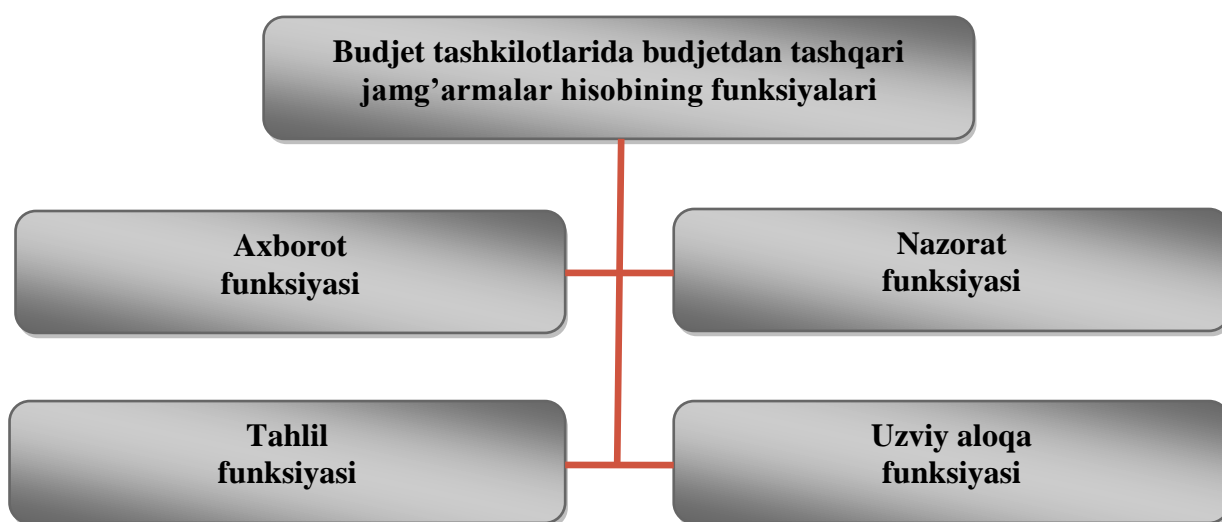 Budjet tashkilotlarida budjetdan tashqari
jamg’armalar hisobining funksiyalari
Axborot
funksiyasi
Nazorat
funksiyasi
Tahlil
funksiyasi
Uzviy aloqa
funksiyasi